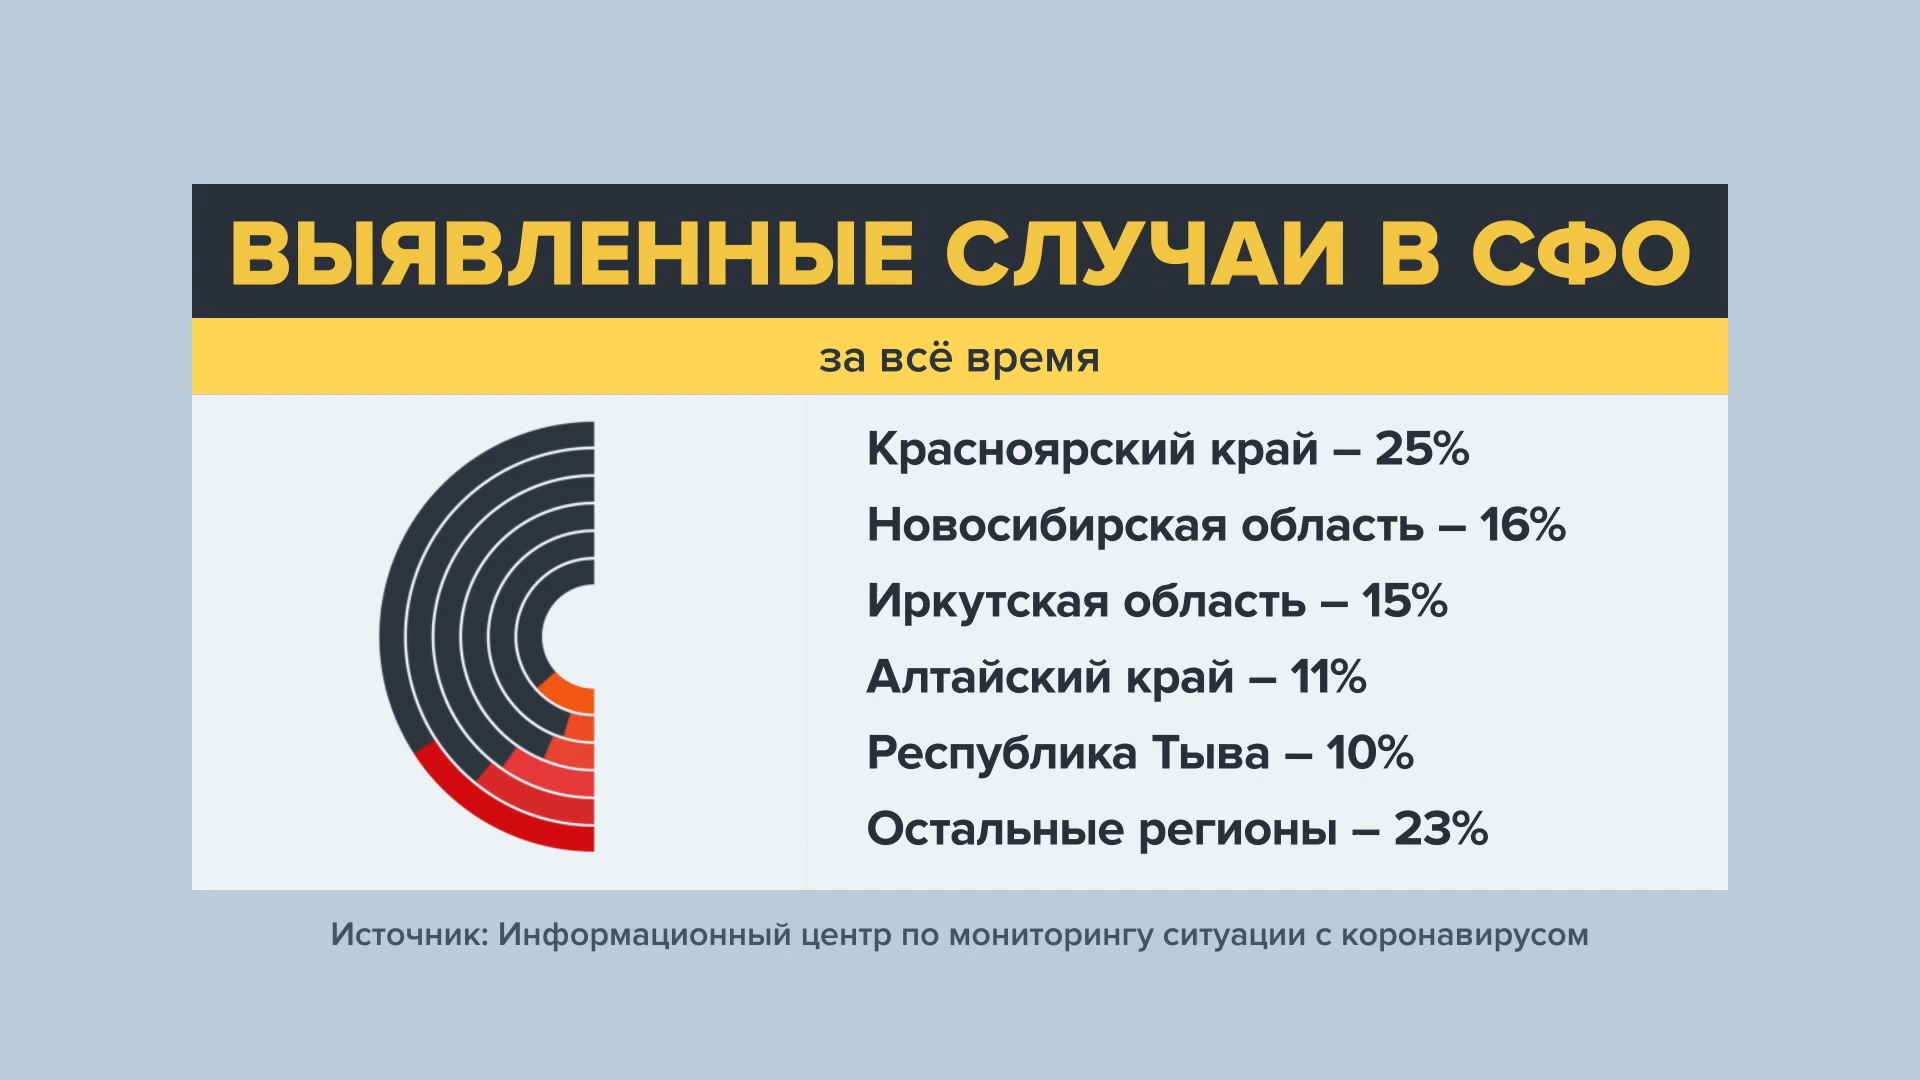 ВЫЯВЛЕННЫЕ СЛУЧАИ В СФО
за всё время
Красноярский край – 25%
Новосибирская область – 16%
Иркутская область – 15%
Алтайский край – 11%
Республика Тыва – 10%
Остальные регионы – 23%
Источник: Информационный центр по мониторингу ситуации с коронавирусом